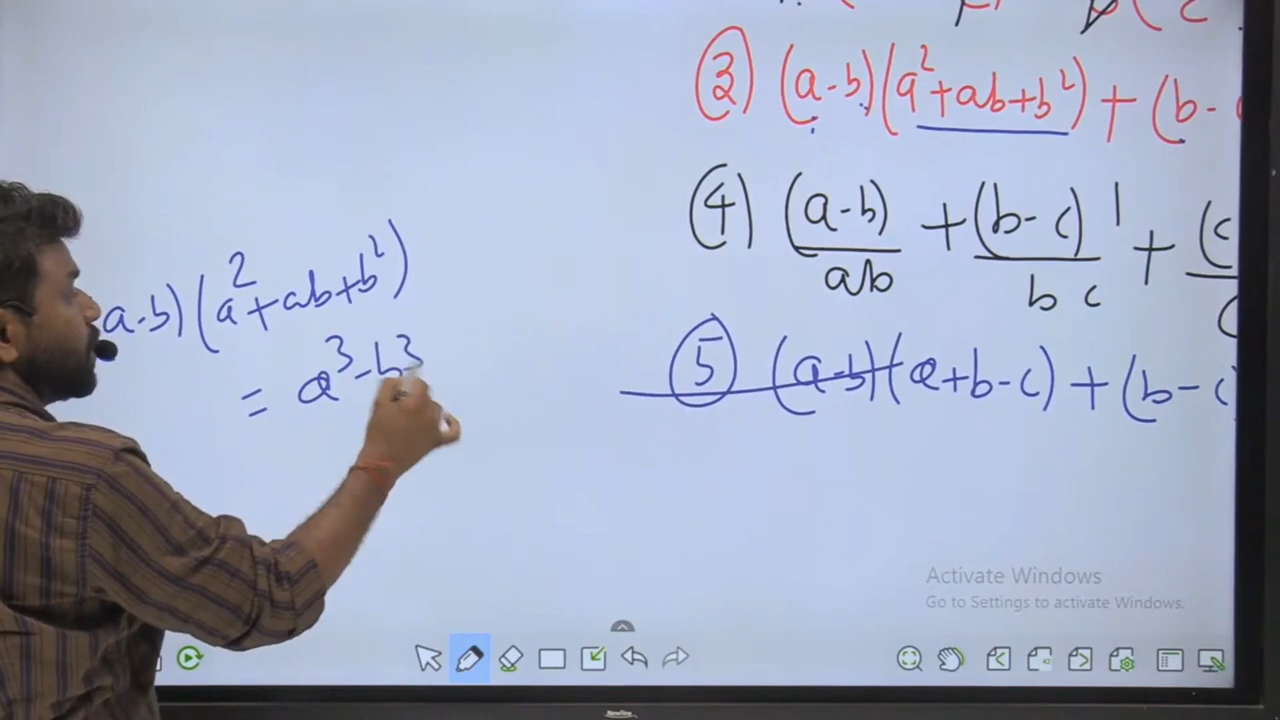 ③ (a-b)(a²+ab+b²) + (b-
④ (a-b)/ab + (b-c)/bc + (c
a-b)(a²+ab+b²)
= a³-b³
⑤ (a-b)(a+b-c) + (b-c
Activate Windows
Go to Settings to activate Windows.
Newline